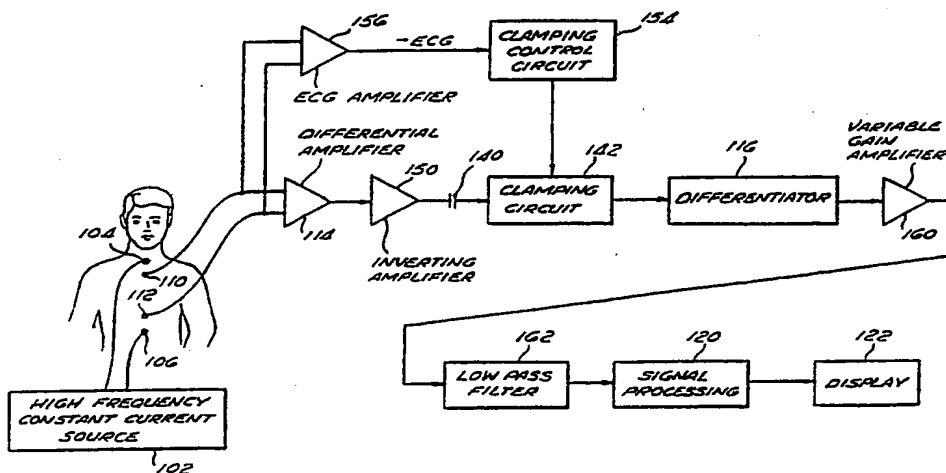 156
-ECG
154
CLAMPING
CONTROL
CIRCUIT
ECG AMPLIFIER
DIFFERENTIAL
AMPLIFIER
150
140
142
116
VARIABLE
GAIN
AMPLIFIER
CLAMPING
CIRCUIT
DIFFERENTIATOR
114
160
INVERTING
AMPLIFIER
104
110
112
106
162
120
122
LOW PASS
FILTER
SIGNAL
PROCESSING
DISPLAY
HIGH FREQUENCY
CONSTANT CURRENT
SOURCE
102